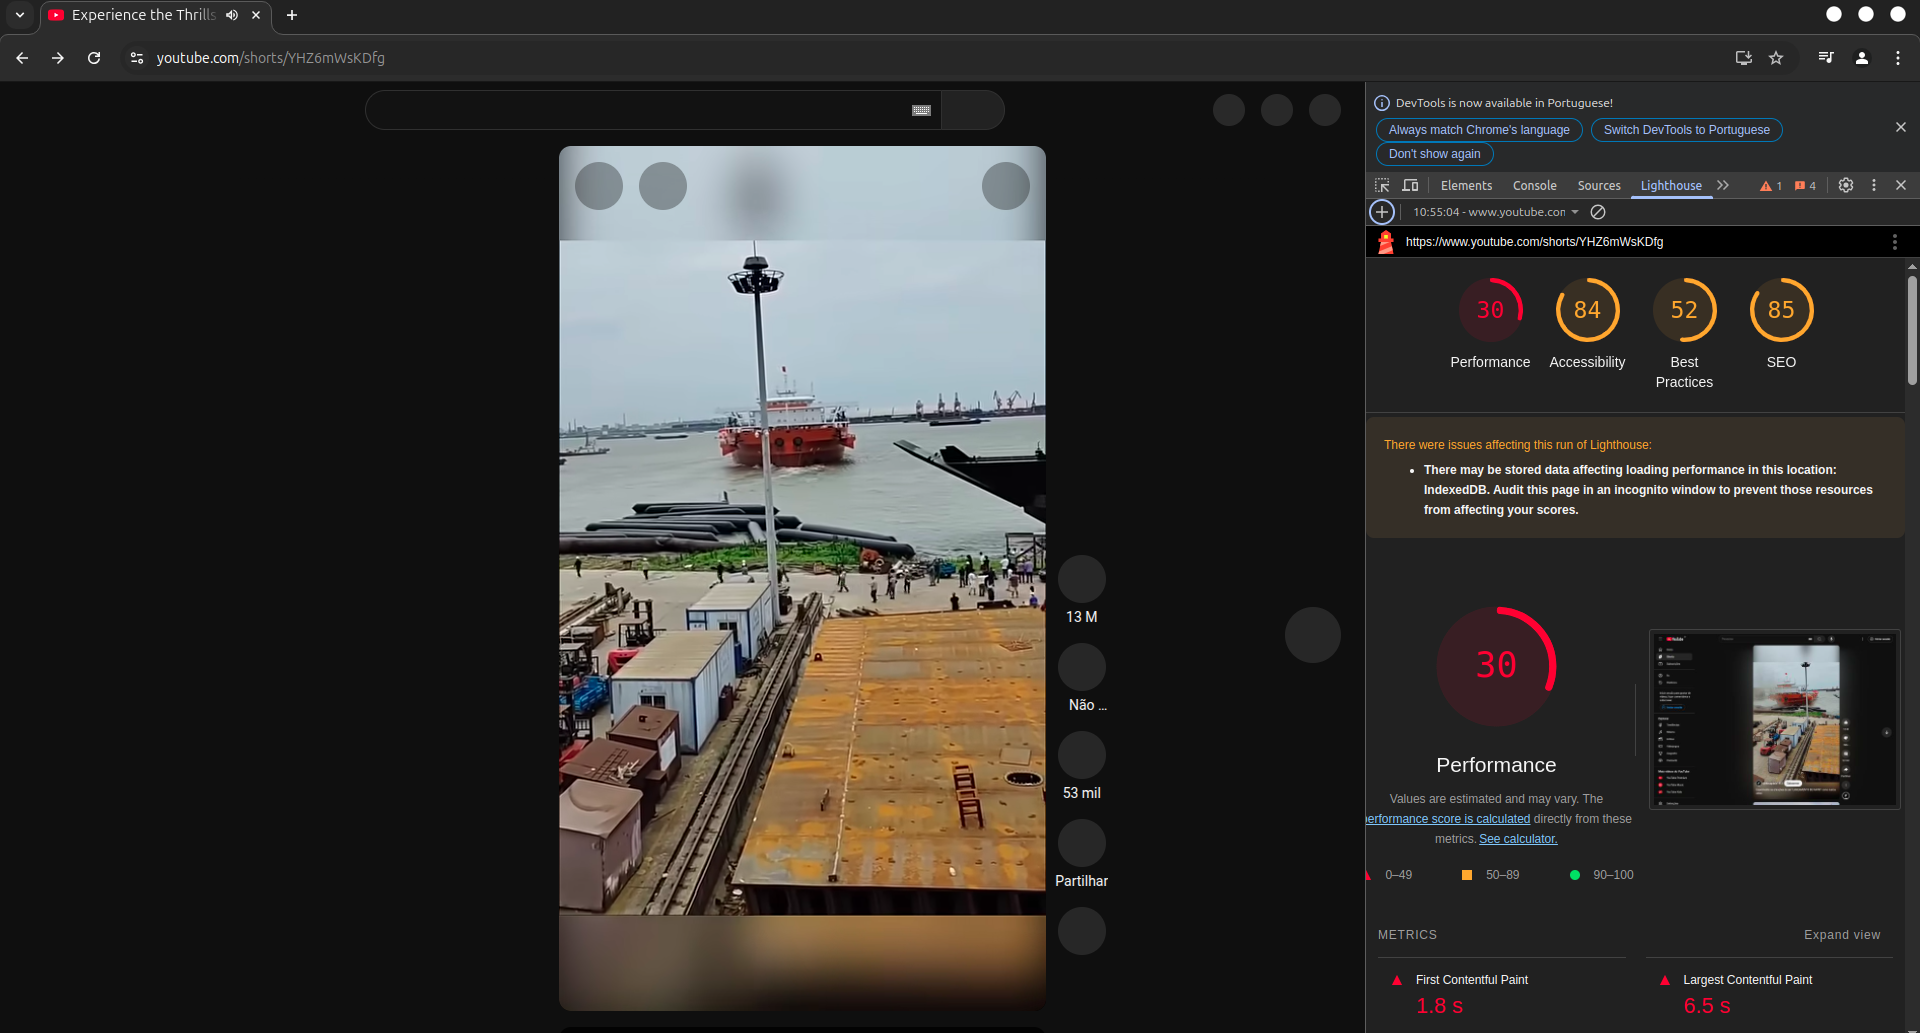 Experience the Thrills
youtube.com/shorts/YHZ6mWsKDfg
DevTools is now available in Portuguese!
Always match Chrome's language
Switch DevTools to Portuguese
Don't show again
Elements
Console
Sources
Lighthouse
1
4
10:55:04 - www.youtube.com
https://www.youtube.com/shorts/YHZ6mWsKDfg
30
84
52
85
Performance
Accessibility
Best
Practices
SEO
There were issues affecting this run of Lighthouse:
There may be stored data affecting loading performance in this location:
IndexedDB. Audit this page in an incognito window to prevent those resources
from affecting your scores.
30
Performance
Values are estimated and may vary. The
performance score is calculated directly from these
metrics. See calculator.
0–49
50–89
90–100
METRICS
Expand view
First Contentful Paint
1.8 s
Largest Contentful Paint
6.5 s
13 M
Não ...
53 mil
Partilhar